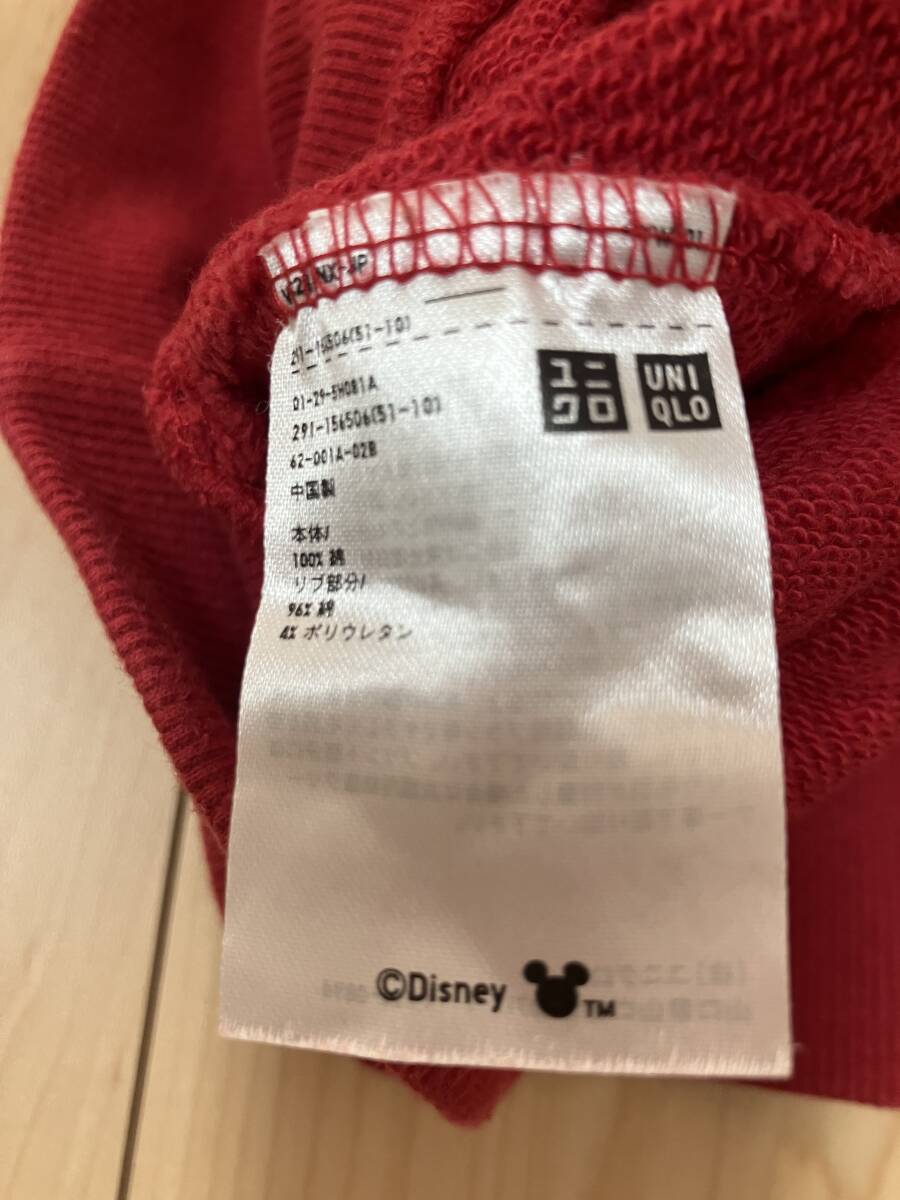 291-156506(51-10)
01-29-5H081A
291-156506(51-10)
62-001A-02B
中国製
本体/
100% 綿
リブ部分/
96% 綿
4% ポリウレタン
ユニ
クロ
UNI
QLO
©Disney TM